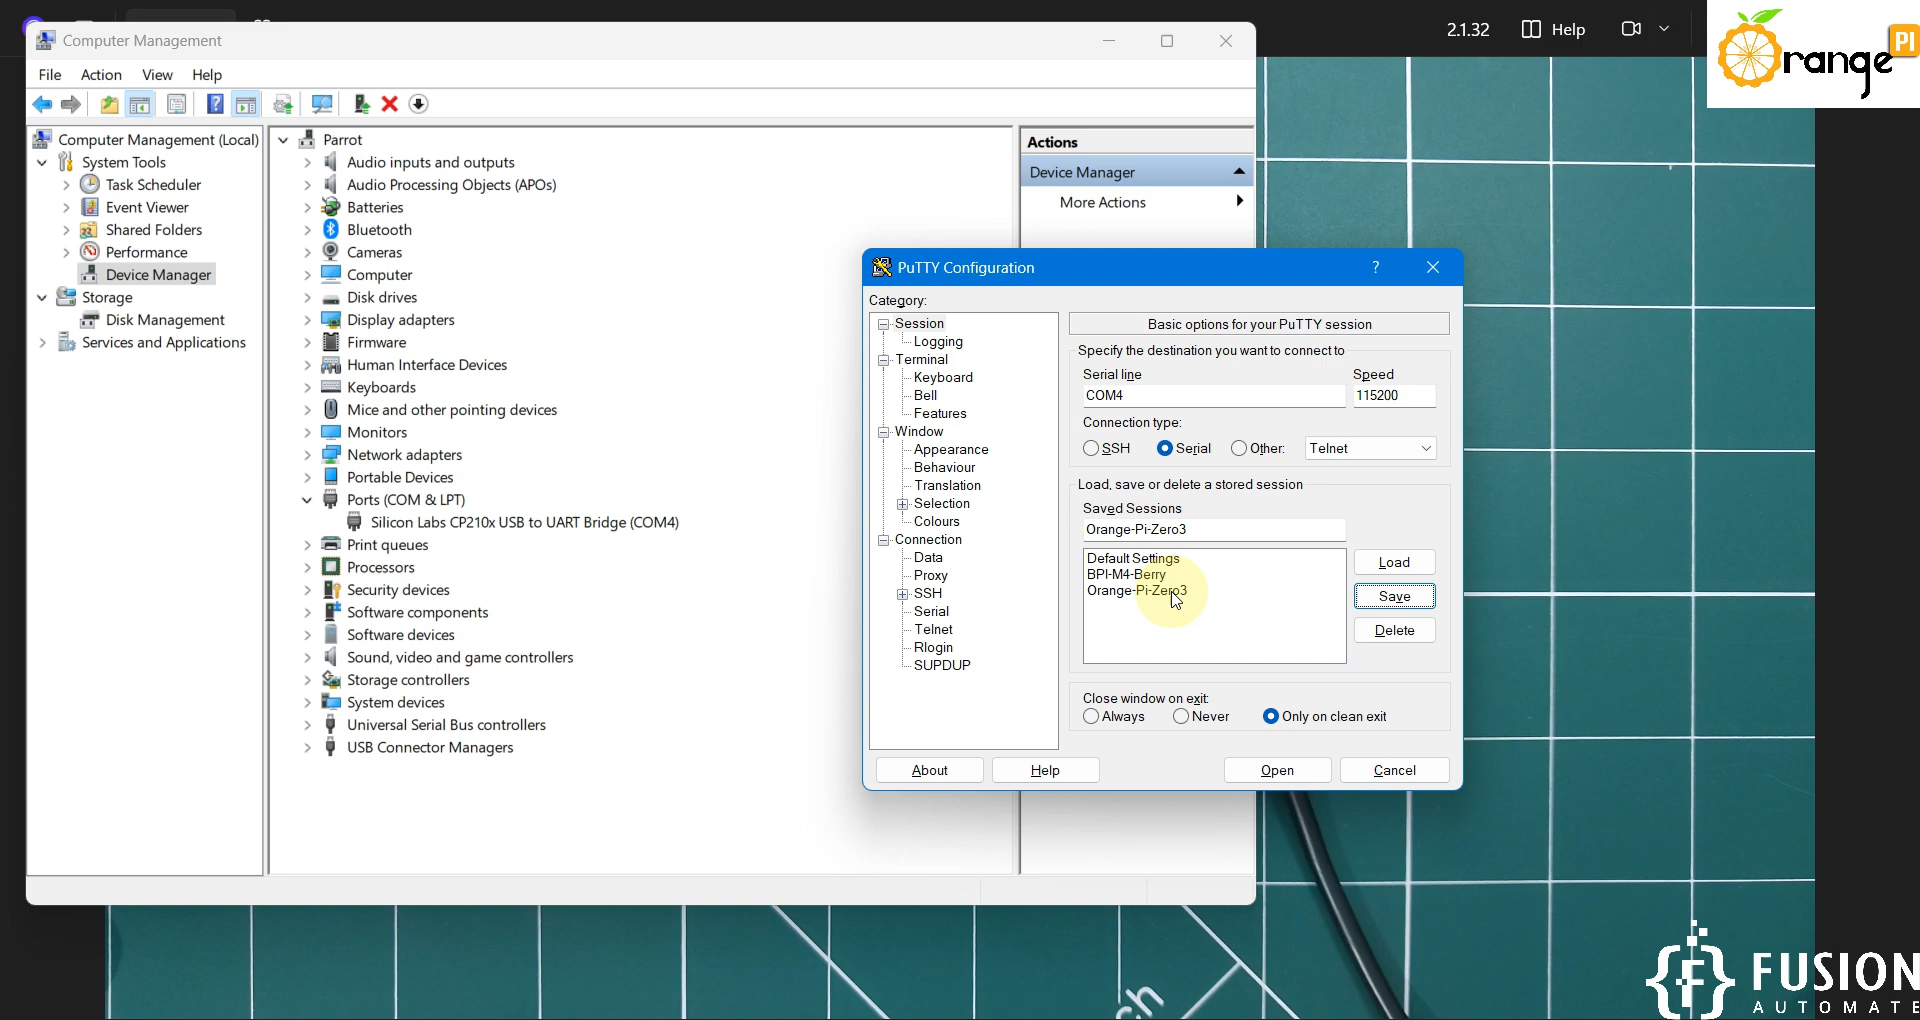 Computer Management
File Action View Help
Computer Management (Local)
System Tools
Task Scheduler
Event Viewer
Shared Folders
Performance
Device Manager
Storage
Disk Management
Services and Applications
Parrot
Audio inputs and outputs
Audio Processing Objects (APOs)
Batteries
Bluetooth
Cameras
Computer
Disk drives
Display adapters
Firmware
Human Interface Devices
Keyboards
Mice and other pointing devices
Monitors
Network adapters
Portable Devices
Ports (COM & LPT)
Silicon Labs CP210x USB to UART Bridge (COM4)
Print queues
Processors
Security devices
Software components
Software devices
Sound, video and game controllers
Storage controllers
System devices
Universal Serial Bus controllers
USB Connector Managers
Actions
Device Manager
More Actions
2.1.32 Help
Orange PI
PuTTY Configuration ?
Category:
Session
Logging
Terminal
Keyboard
Bell
Features
Window
Appearance
Behaviour
Translation
Selection
Colours
Connection
Data
Proxy
SSH
Serial
Telnet
Rlogin
SUPDUP
Basic options for your PuTTY session
Specify the destination you want to connect to
Serial line Speed
COM4 115200
Connection type:
SSH Serial Other: Telnet
Load, save or delete a stored session
Saved Sessions
Orange-Pi-Zero3
Default Settings
BPI-M4-Berry
Orange-Pi-Zero3
Load
Save
Delete
Close window on exit:
Always Never Only on clean exit
About Help Open Cancel
FUSION
AUTOMATE